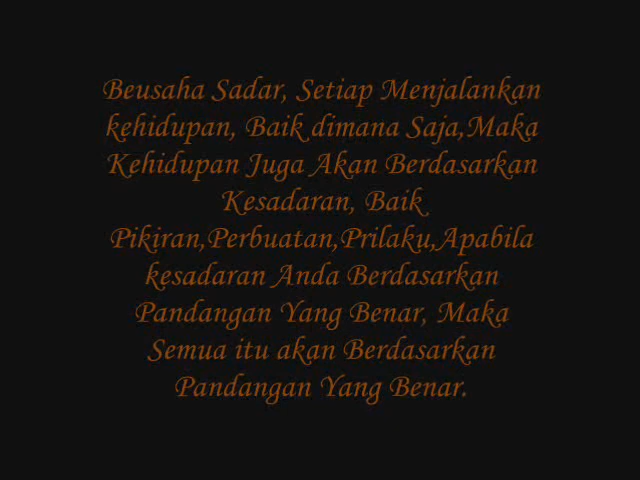 Beusaha Sadar, Setiap Menjalankan
kehidupan, Baik dimana Saja,Maka
Kehidupan Juga Akan Berdasarkan
Kesadaran, Baik
Pikiran,Perbuatan,Prilaku,Apabila
kesadaran Anda Berdasarkan
Pandangan Yang Benar, Maka
Semua itu akan Berdasarkan
Pandangan Yang Benar.